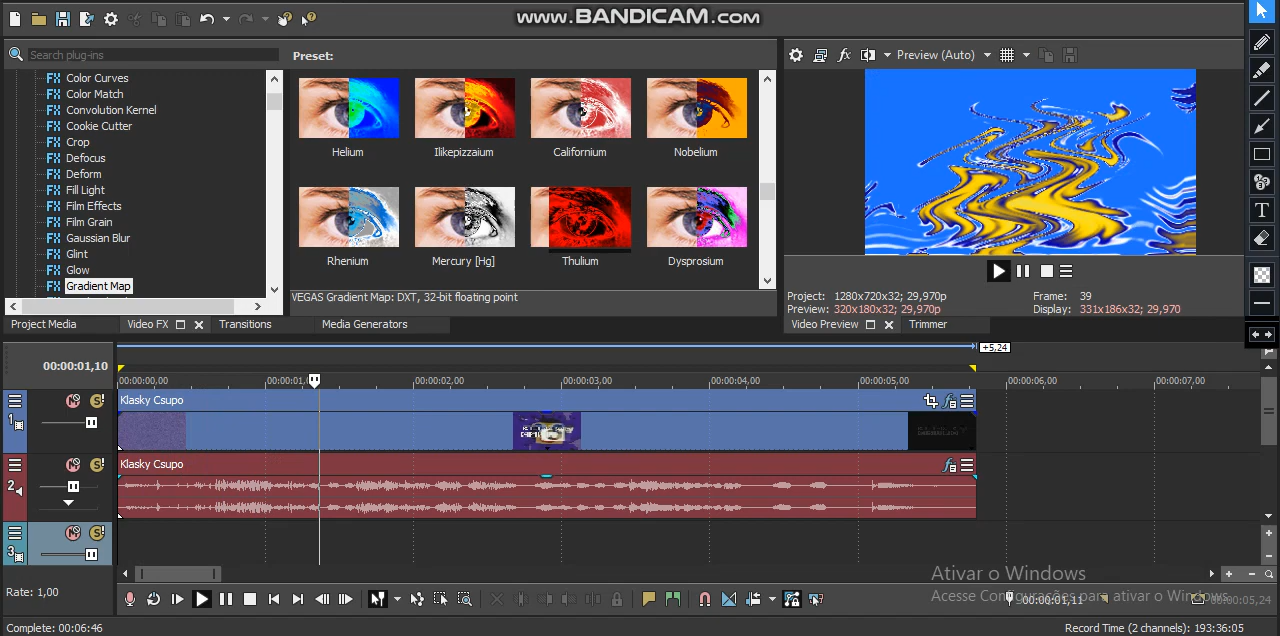 www.BANDICAM.com
Search plug-ins
Preset:
Preview (Auto)
Color Curves
Color Match
Convolution Kernel
Cookie Cutter
Crop
Defocus
Deform
Fill Light
Film Effects
Film Grain
Gaussian Blur
Glint
Glow
Gradient Map
Helium
Ilikepizzaium
Californium
Nobelium
Rhenium
Mercury [Hg]
Thulium
Dysprosium
VEGAS Gradient Map: DXT, 32-bit floating point
Project: 1280x720x32; 29,970p
Frame: 39
Preview: 320x180x32; 29,970p
Display: 331x186x32; 29,970
Project Media
Video FX
Transitions
Media Generators
Video Preview
Trimmer
+5,24
00:00:01,10
00:00:00,00
00:00:02,00
00:00:03,00
00:00:04,00
00:00:05,00
00:00:06,00
00:00:07,00
Klasky Csupo
1
Klasky Csupo
2
3
Rate: 1,00
Ativar o Windows
Acesse Configurações para ativar o Windows.
00:00:01,11
00:00:05,24
Complete: 00:06:46
Record Time (2 channels): 193:36:05